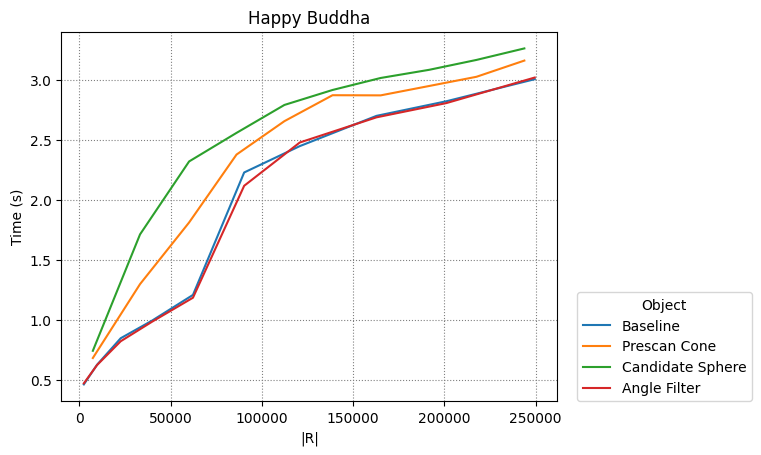 Happy Buddha
Time (s)
3.0
2.5
2.0
1.5
1.0
0.5
0
50000
100000
150000
200000
250000
|R|
Object
Baseline
Prescan Cone
Candidate Sphere
Angle Filter